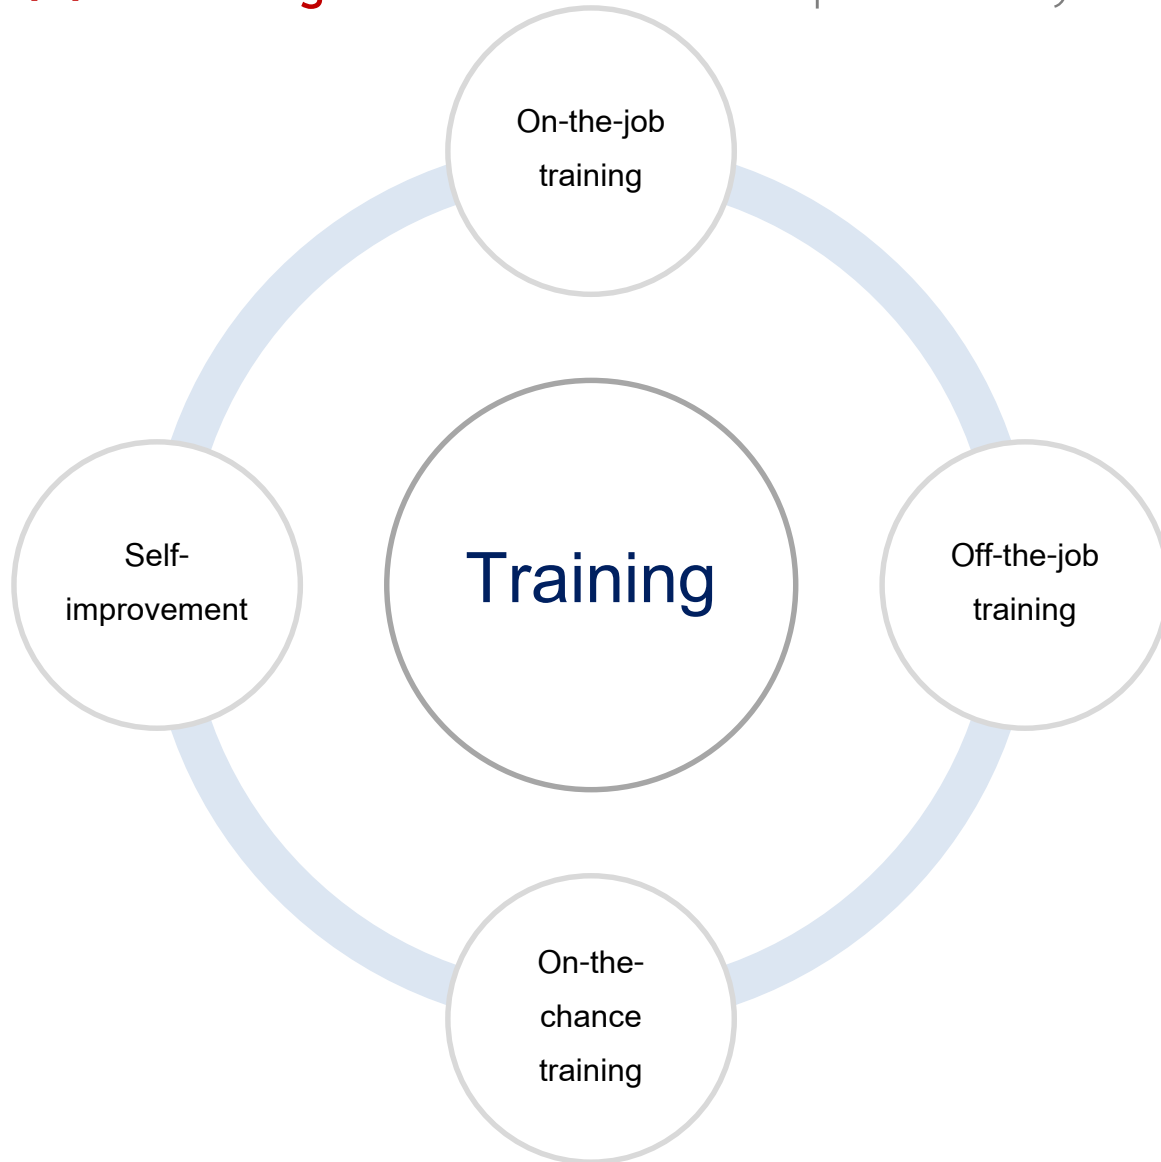 On-the-job
training
Self-
improvement
Training
Off-the-job
training
On-the-
chance
training